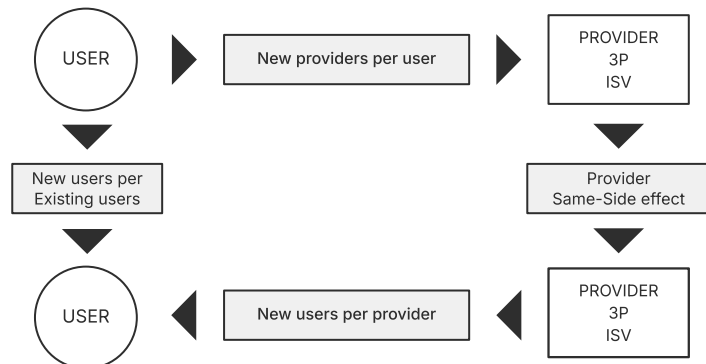 USER
New providers per user
PROVIDER
3P
ISV
New users per
Existing users
Provider
Same-Side effect
USER
New users per provider
PROVIDER
3P
ISV